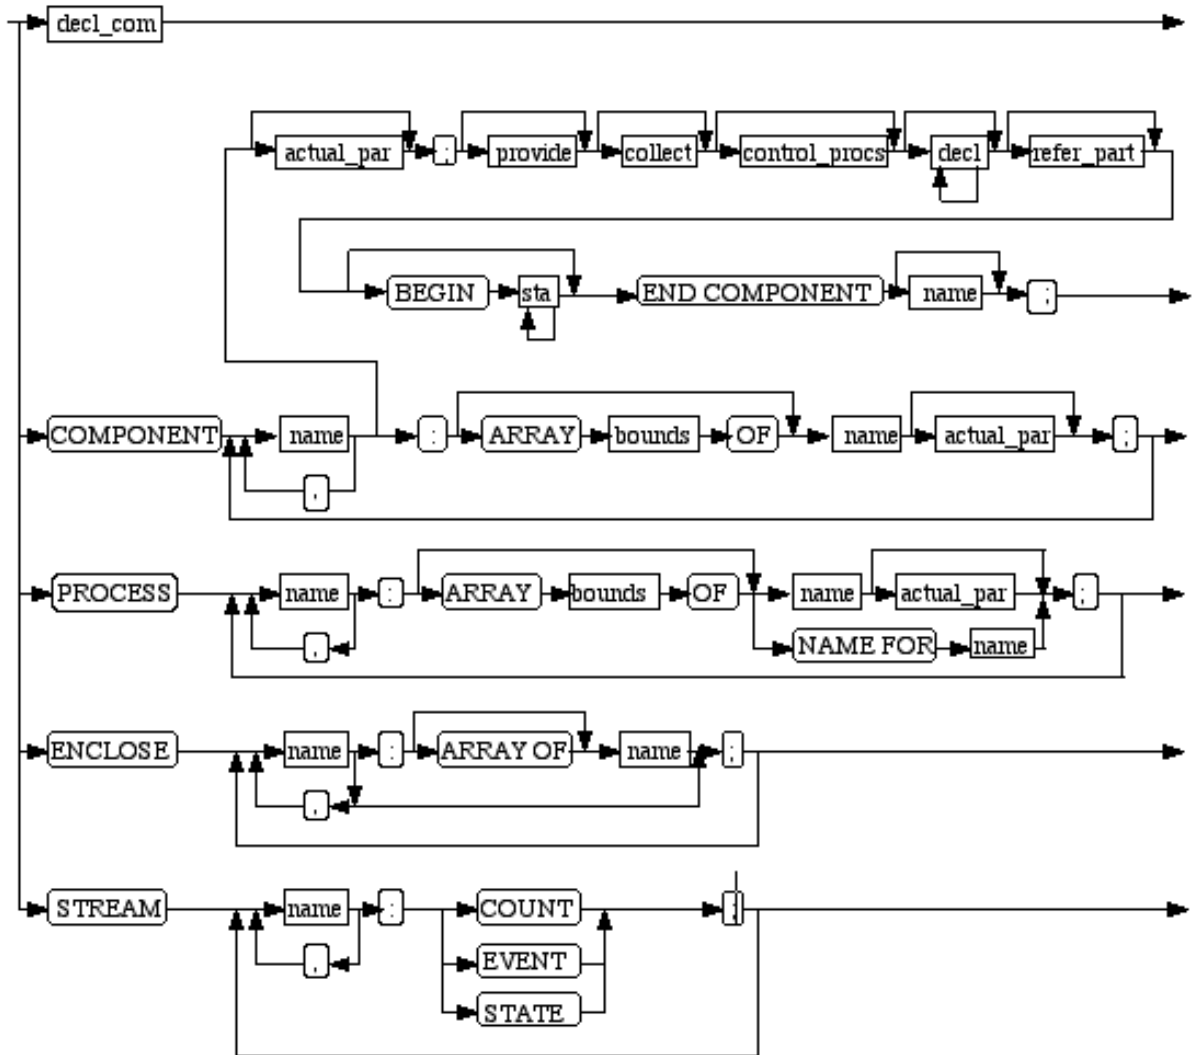 decl_com
actual_par ; provide collect control_procs decl refer_part
BEGIN sta END COMPONENT name ;
COMPONENT name : ARRAY bounds OF name actual_par ;
,
PROCESS name : ARRAY bounds OF name actual_par ;
, NAME FOR name
ENCLOSE name : ARRAY OF name ;
,
STREAM name : COUNT ;
, EVENT
STATE